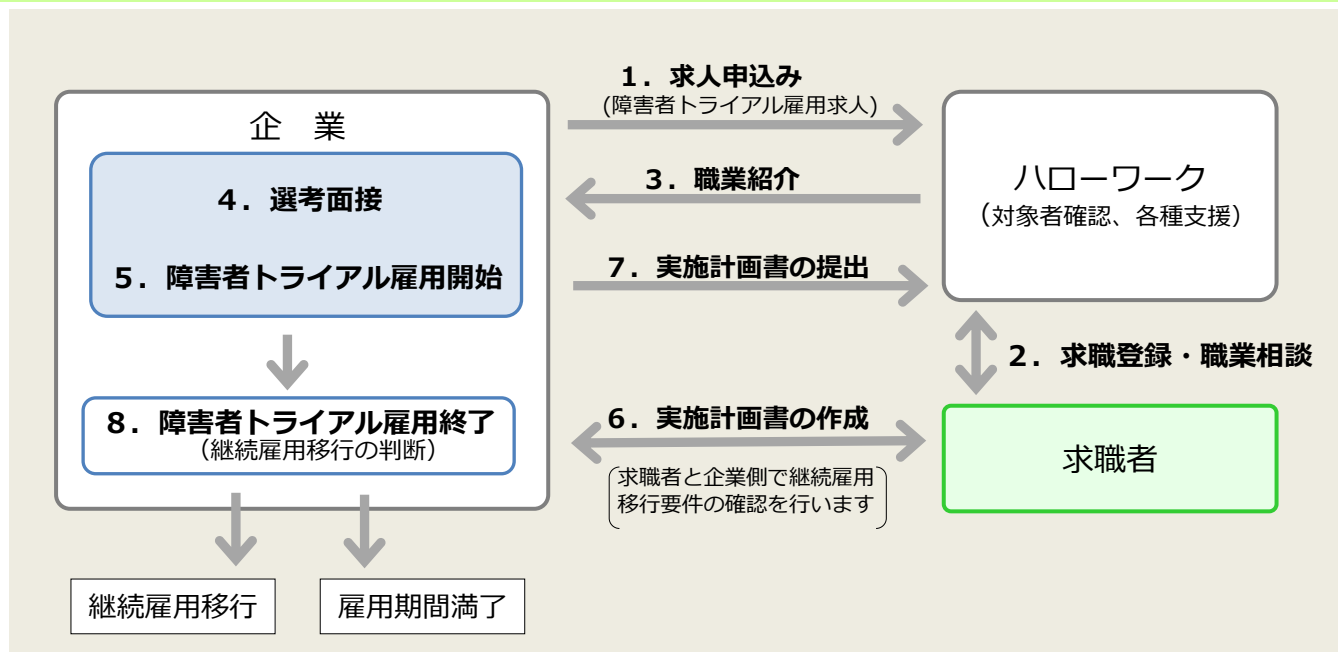 1．求人申込み
(障害者トライアル雇用求人)
企　業
4．選考面接
3．職業紹介
ハローワーク
（対象者確認、各種支援）
5．障害者トライアル雇用開始
7．実施計画書の提出
2．求職登録・職業相談
8．障害者トライアル雇用終了
（継続雇用移行の判断）
6．実施計画書の作成
求職者と企業側で継続雇用
移行要件の確認を行います
求職者
継続雇用移行
雇用期間満了